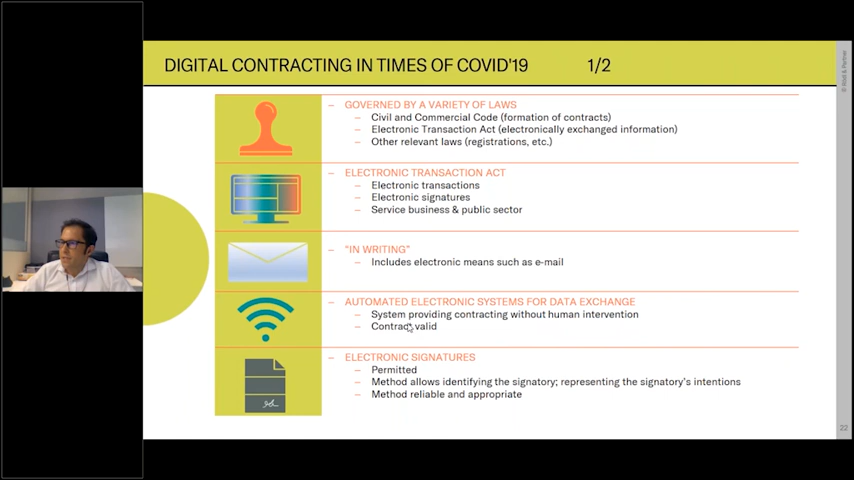 DIGITAL CONTRACTING IN TIMES OF COVID'19 1/2
– GOVERNED BY A VARIETY OF LAWS
– Civil and Commercial Code (formation of contracts)
– Electronic Transaction Act (electronically exchanged information)
– Other relevant laws (registrations, etc.)
– ELECTRONIC TRANSACTION ACT
– Electronic transactions
– Electronic signatures
– Service business & public sector
– "IN WRITING"
– Includes electronic means such as e-mail
– AUTOMATED ELECTRONIC SYSTEMS FOR DATA EXCHANGE
– System providing contracting without human intervention
– Contract valid
– ELECTRONIC SIGNATURES
– Permitted
– Method allows identifying the signatory; representing the signatory's intentions
– Method reliable and appropriate
© Rödl & Partner
22